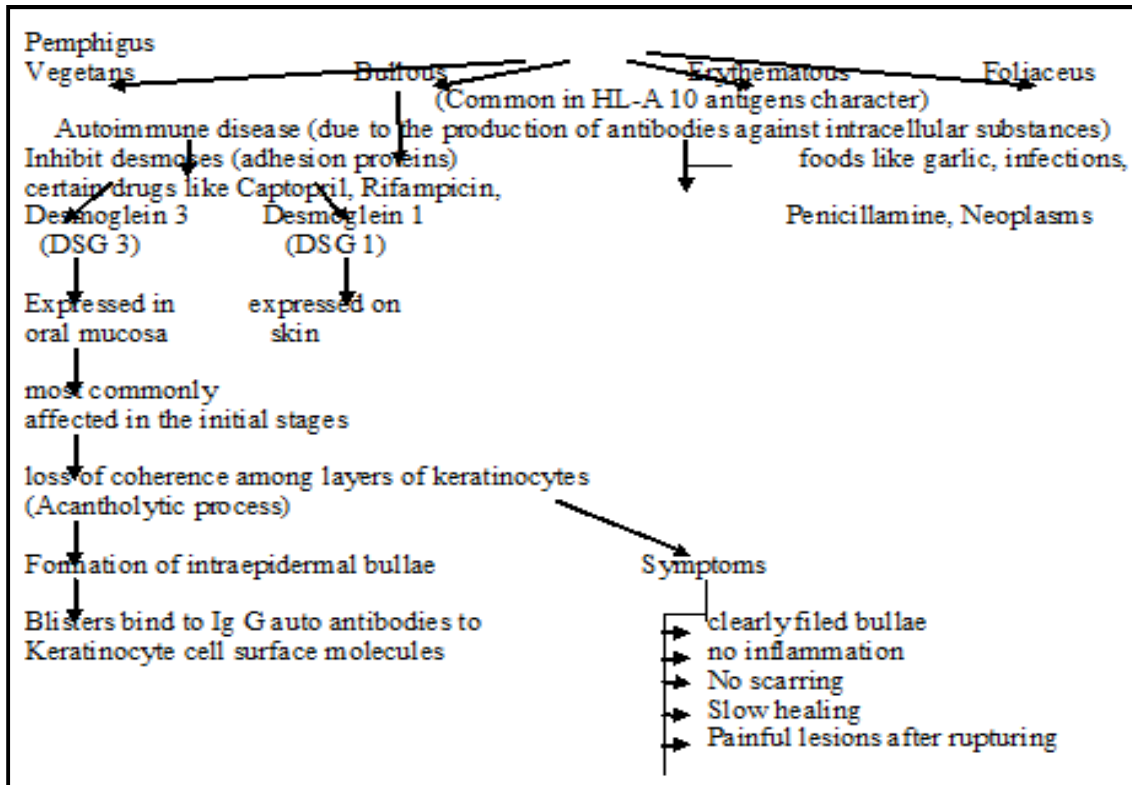 Pemphigus
Vegetans Bullous Erythematous Foliaceus
(Common in HL-A 10 antigens character)
Autoimmune disease (due to the production of antibodies against intracellular substances)
Inhibit desmoses (adhesion proteins) foods like garlic, infections,
certain drugs like Captopril, Rifampicin,
Desmoglein 3 Desmoglein 1 Penicillamine, Neoplasms
(DSG 3) (DSG 1)
Expressed in expressed on
oral mucosa skin
most commonly
affected in the initial stages
loss of coherence among layers of keratinocytes
(Acantholytic process)
Formation of intraepidermal bullae Symptoms
Blisters bind to Ig G auto antibodies to clearly filed bullae
Keratinocyte cell surface molecules no inflammation
No scarring
Slow healing
Painful lesions after rupturing